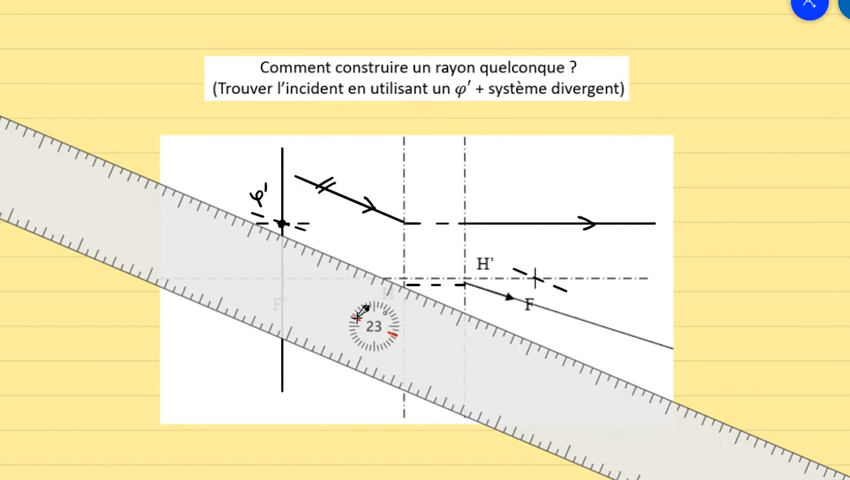 Comment construire un rayon quelconque ?
(Trouver l’incident en utilisant un φ′ + système divergent)
φ'
H'
F
F'
23